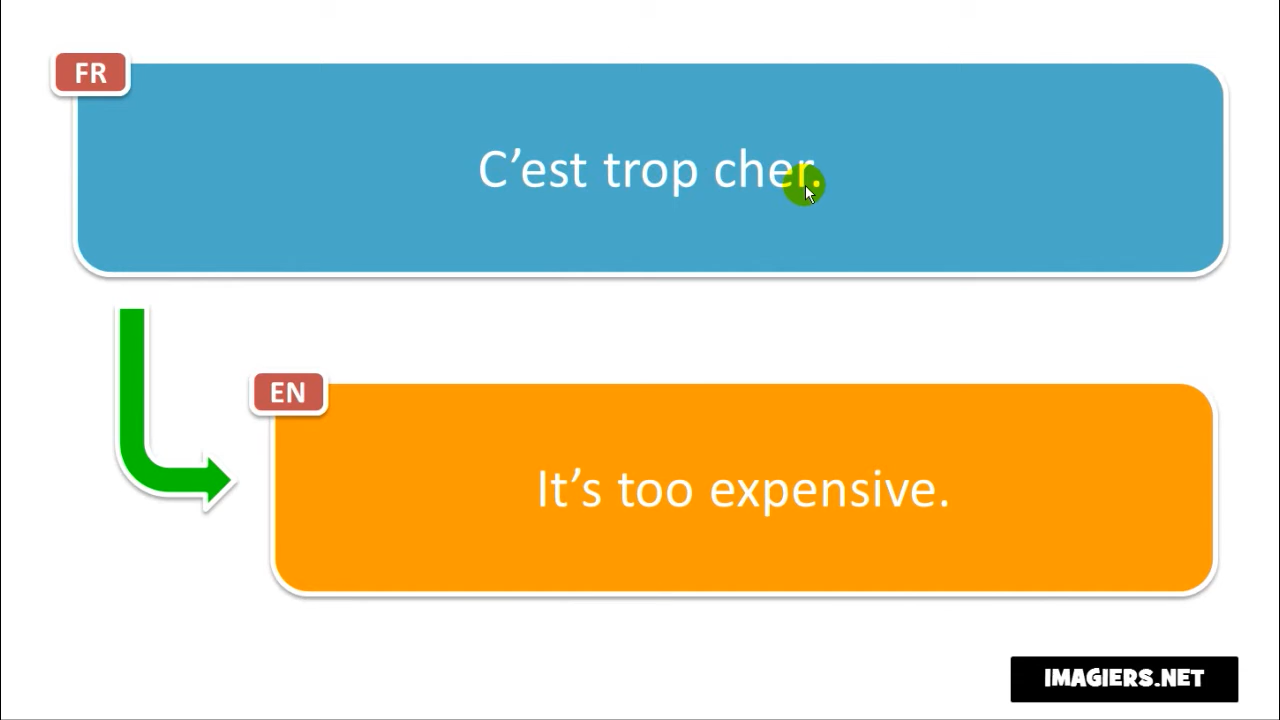 FR
C’est trop cher.
EN
It’s too expensive.
IMAGIERS.NET